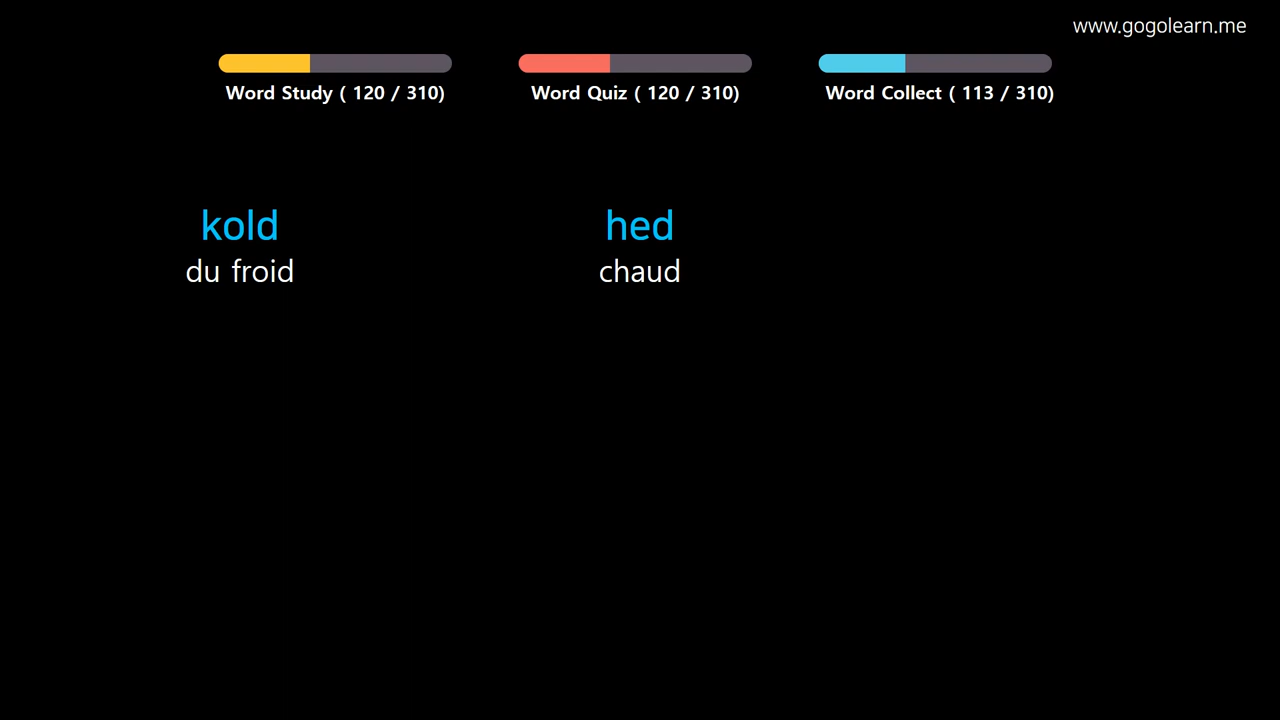 www.gogolearn.me
Word Study ( 120 / 310)
Word Quiz ( 120 / 310)
Word Collect ( 113 / 310)
kold
du froid
hed
chaud